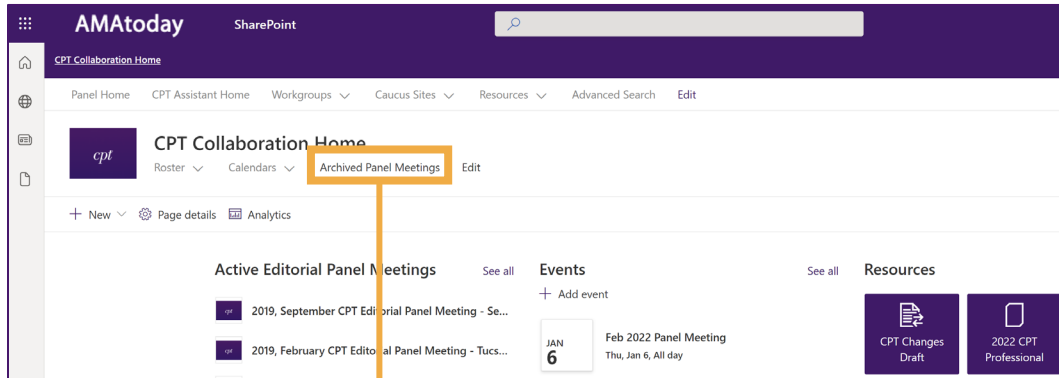 AMAtoday SharePoint
CPT Collaboration Home
Panel Home CPT Assistant Home Workgroups Caucus Sites Resources Advanced Search Edit
cpt
CPT Collaboration Home
Roster Calendars Archived Panel Meetings Edit
New Page details Analytics
Active Editorial Panel Meetings See all
cpt 2019, September CPT Editorial Panel Meeting - Se...
cpt 2019, February CPT Editorial Panel Meeting - Tucs...
Events See all
Add event
JAN
6
Feb 2022 Panel Meeting
Thu, Jan 6, All day
Resources
CPT Changes
Draft
2022 CPT
Professional